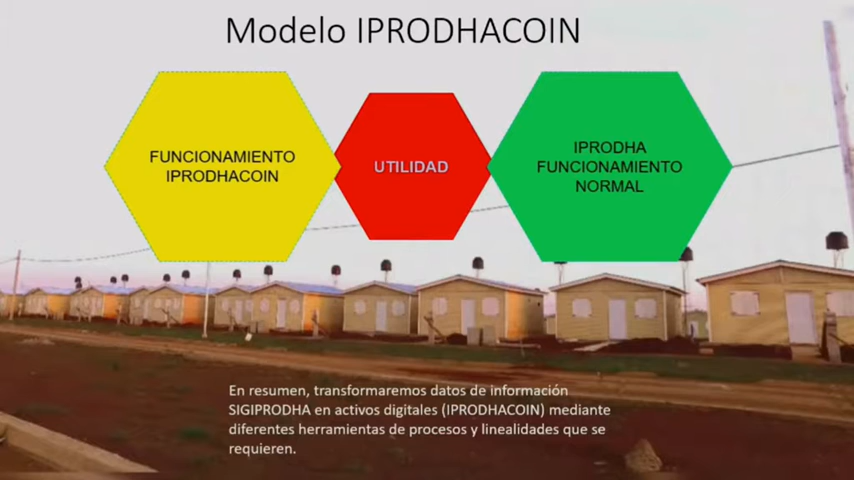 Modelo IPRODHACOIN
FUNCIONAMIENTO
IPRODHACOIN
UTILIDAD
IPRODHA
FUNCIONAMIENTO
NORMAL
En resumen, transformaremos datos de información
SIGIPRODHA en activos digitales (IPRODHACOIN) mediante
diferentes herramientas de procesos y linealidades que se
requieren.